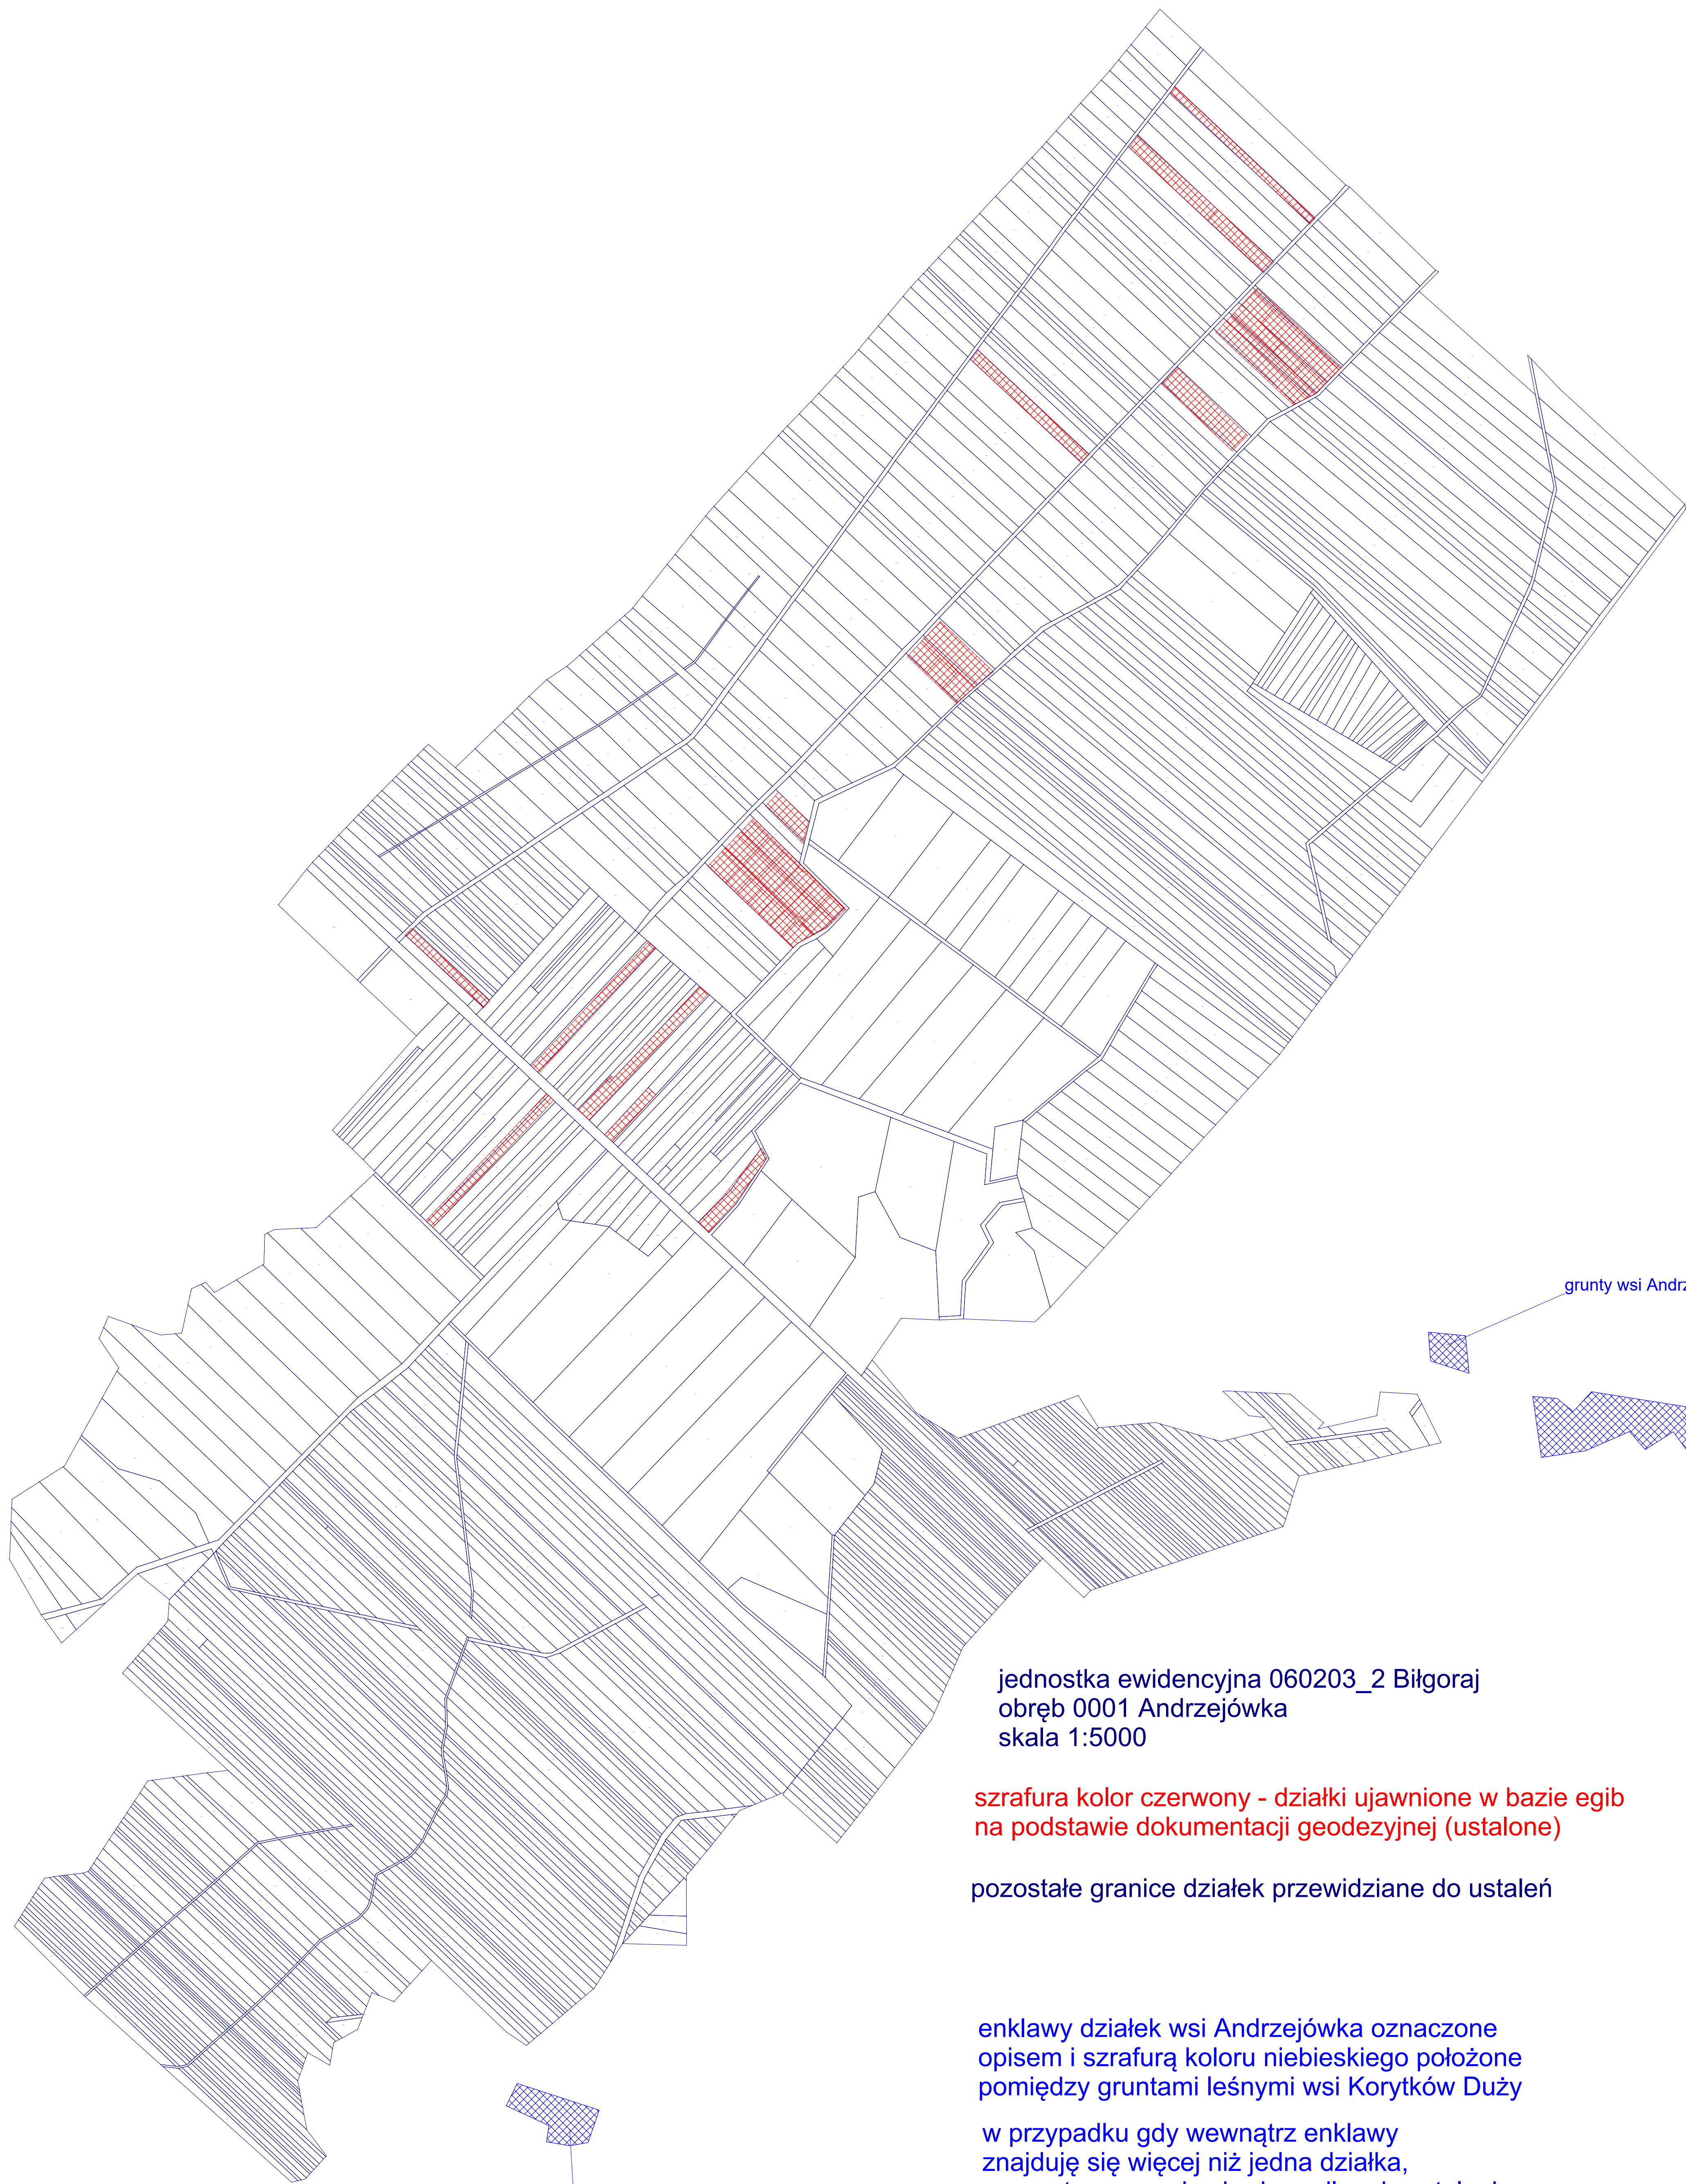 grunty wsi
jednostka ewidencyjna 060203_2 Biłgoraj
obręb 0001 Andrzejówka
skala 1:5000
szrafura kolor czerwony - działki ujawnione w bazie egib
na podstawie dokumentacji geodezyjnej (ustalone)
pozostałe granice działek przewidziane do ustaleń
enklawy działek wsi Andrzejówka oznaczone
opisem i szrafurą koloru niebieskiego położone
pomiędzy gruntami leśnymi wsi Korytków Duży
w przypadku gdy wewnątrz enklawy
znajduję się więcej niż jedna działka,